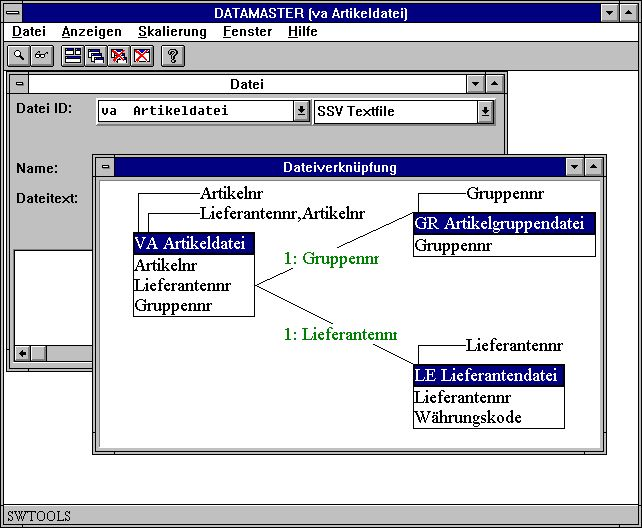 DATAMASTER (va Artikeldatei)
Datei Anzeigen Skalierung Fenster Hilfe
?
Datei
Datei ID: va Artikeldatei SSV Textfile
Name:
Dateitext:
Dateiverknüpfung
Artikelnr
Lieferantennr,Artikelnr
VA Artikeldatei
Artikelnr
Lieferantennr
Gruppennr
1: Gruppennr
1: Lieferantennr
Gruppennr
GR Artikelgruppendatei
Gruppennr
Lieferantennr
LE Lieferantendatei
Lieferantennr
Währungskode
SWTOOLS